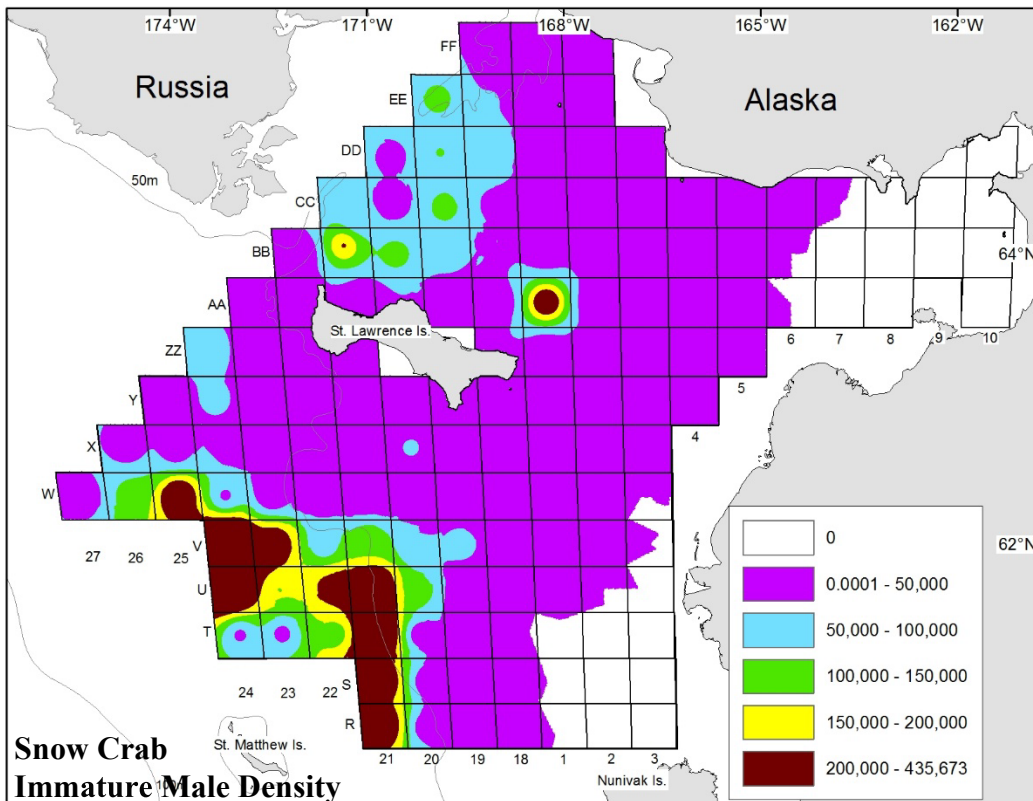 174°W 171°W 168°W 165°W 162°W
FF
Russia
EE
Alaska
DD
50m
CC
BB
64°N
AA
St. Lawrence Is.
ZZ
6 7 8 9 10
Y
5
X
4
W
27 26 25
V
62°N
U
T
24 23 22
S
R
St. Matthew Is.
21 20 19 18 1 2 3
Nunivak Is.
Snow Crab
Immature Male Density
0
0.0001 - 50,000
50,000 - 100,000
100,000 - 150,000
150,000 - 200,000
200,000 - 435,673